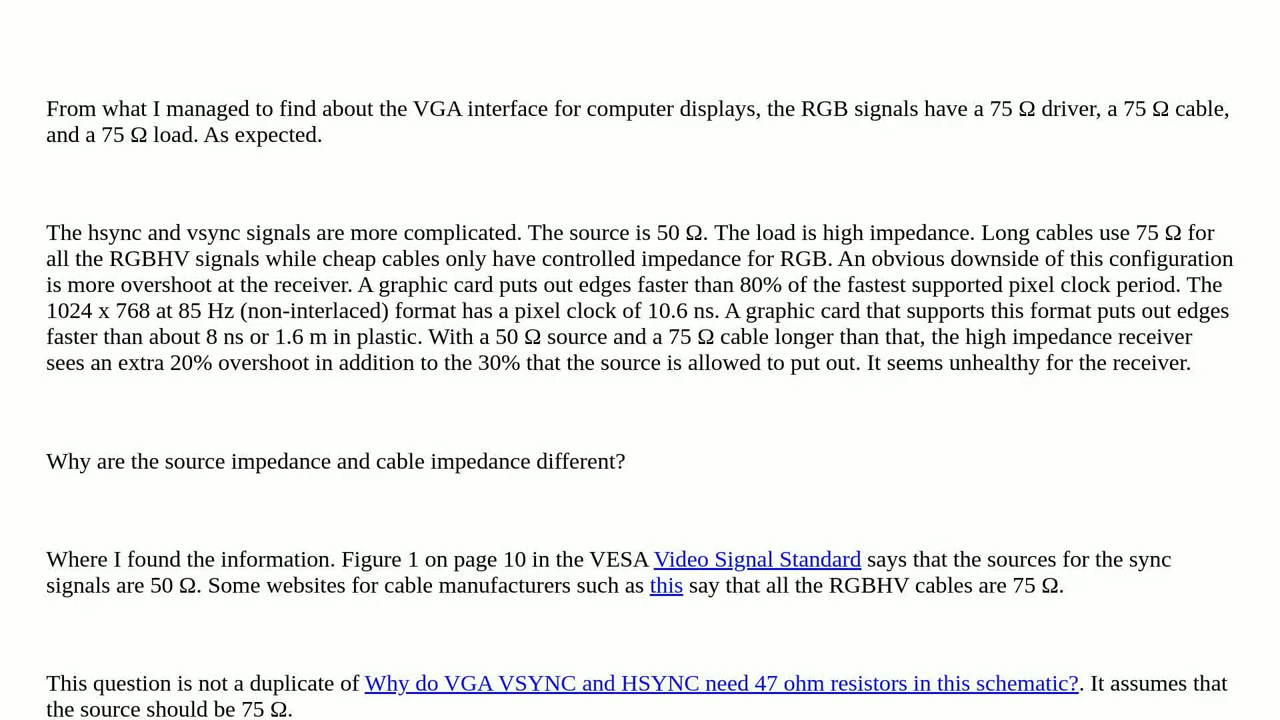 From what I managed to find about the VGA interface for computer displays, the RGB signals have a 75 Ω driver, a 75 Ω cable,
and a 75 Ω load. As expected.
The hsync and vsync signals are more complicated. The source is 50 Ω. The load is high impedance. Long cables use 75 Ω for
all the RGBHV signals while cheap cables only have controlled impedance for RGB. An obvious downside of this configuration
is more overshoot at the receiver. A graphic card puts out edges faster than 80% of the fastest supported pixel clock period. The
1024 x 768 at 85 Hz (non-interlaced) format has a pixel clock of 10.6 ns. A graphic card that supports this format puts out edges
faster than about 8 ns or 1.6 m in plastic. With a 50 Ω source and a 75 Ω cable longer than that, the high impedance receiver
sees an extra 20% overshoot in addition to the 30% that the source is allowed to put out. It seems unhealthy for the receiver.
Why are the source impedance and cable impedance different?
Where I found the information. Figure 1 on page 10 in the VESA Video Signal Standard says that the sources for the sync
signals are 50 Ω. Some websites for cable manufacturers such as this say that all the RGBHV cables are 75 Ω.
This question is not a duplicate of Why do VGA VSYNC and HSYNC need 47 ohm resistors in this schematic?. It assumes that
the source should be 75 Ω.